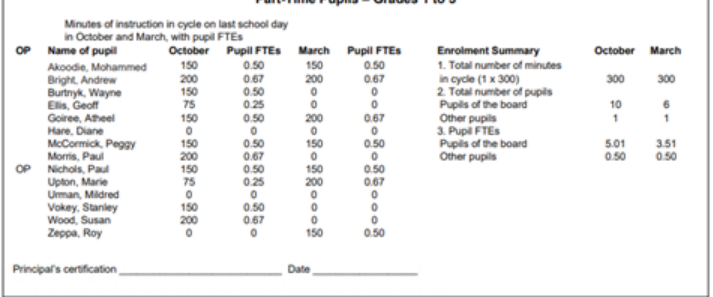 Part-Time Pupils – Grades 1 to 3
Minutes of instruction in cycle on last school day
in October and March, with pupil FTEs
OP Name of pupil October Pupil FTEs March Pupil FTEs Enrolment Summary October March
Akoodie, Mohammed 150 0.50 150 0.50 1. Total number of minutes
Bright, Andrew 200 0.67 200 0.67 in cycle (1 x 300) 300 300
Burtnyk, Wayne 150 0.50 0 0 2. Total number of pupils
Ellis, Geoff 75 0.25 0 0 Pupils of the board 10 6
Goiree, Atheel 150 0.50 200 0.67 Other pupils 1 1
Hare, Diane 0 0 0 0 3. Pupil FTEs
McCormick, Peggy 150 0.50 150 0.50 Pupils of the board 5.01 3.51
Morris, Paul 200 0.67 0 0 Other pupils 0.50 0.50
OP Nichols, Paul 150 0.50 150 0.50
Upton, Marie 75 0.25 200 0.67
Urman, Mildred 0 0 0 0
Vokey, Stanley 150 0.50 0 0
Wood, Susan 200 0.67 0 0
Zeppa, Roy 0 0 150 0.50
Principal's certification Date